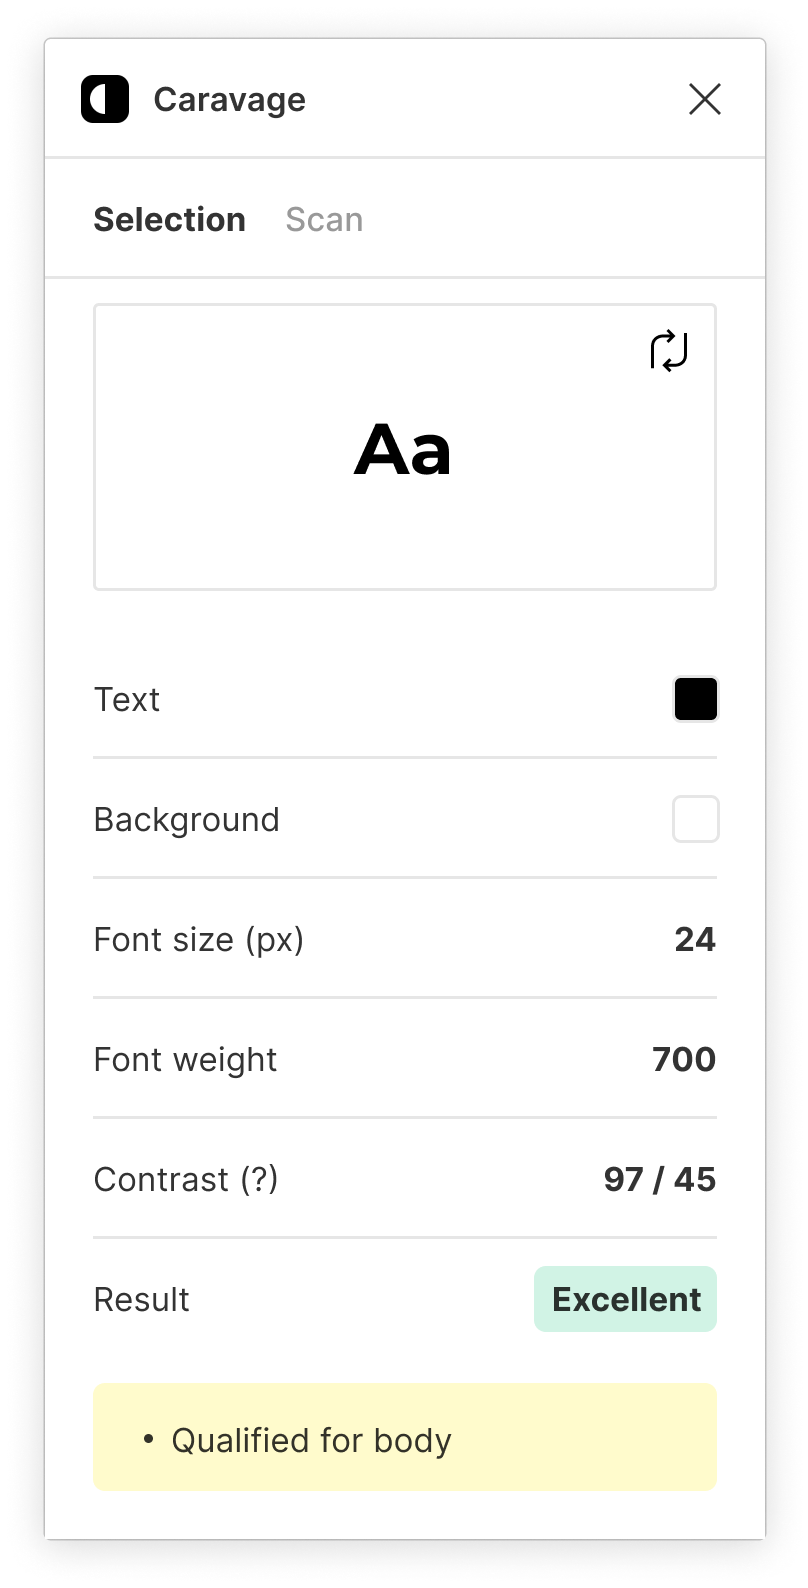 Caravage
Selection Scan
Aa
Text
Background
Font size (px) 24
Font weight 700
Contrast (?) 97 / 45
Result Excellent
• Qualified for body